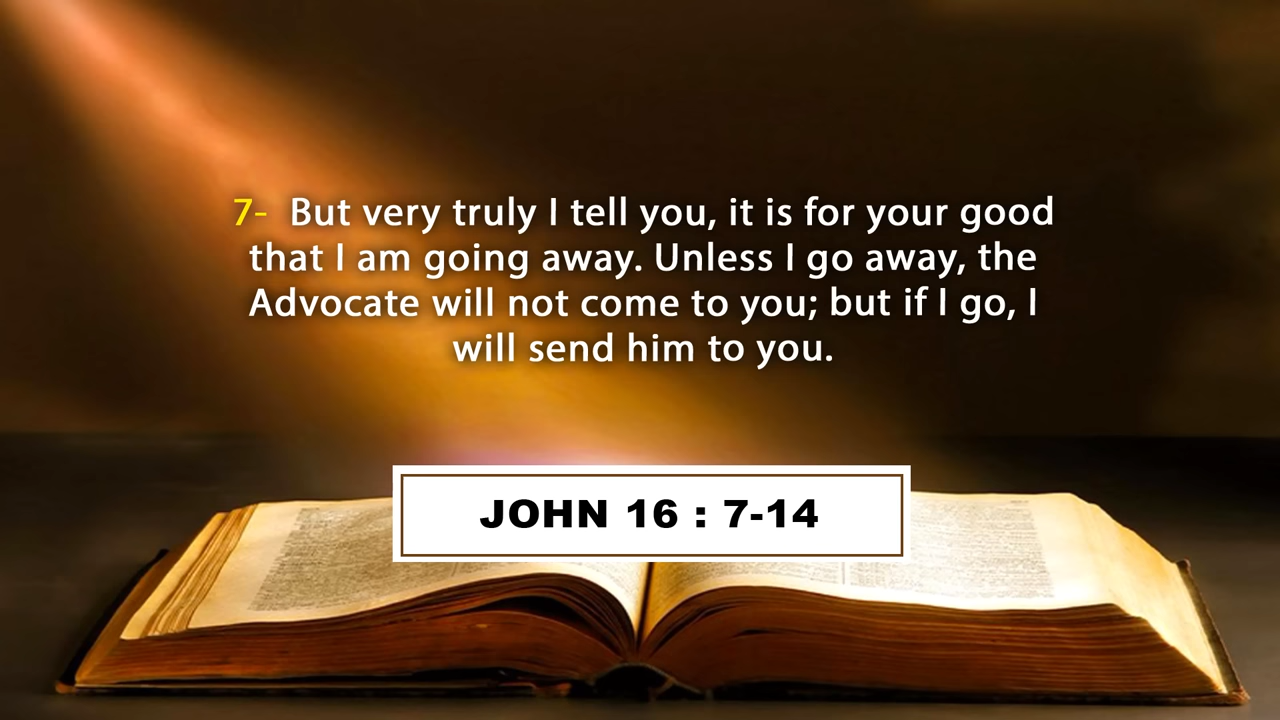 7- But very truly I tell you, it is for your good
that I am going away. Unless I go away, the
Advocate will not come to you; but if I go, I
will send him to you.
JOHN 16 : 7-14